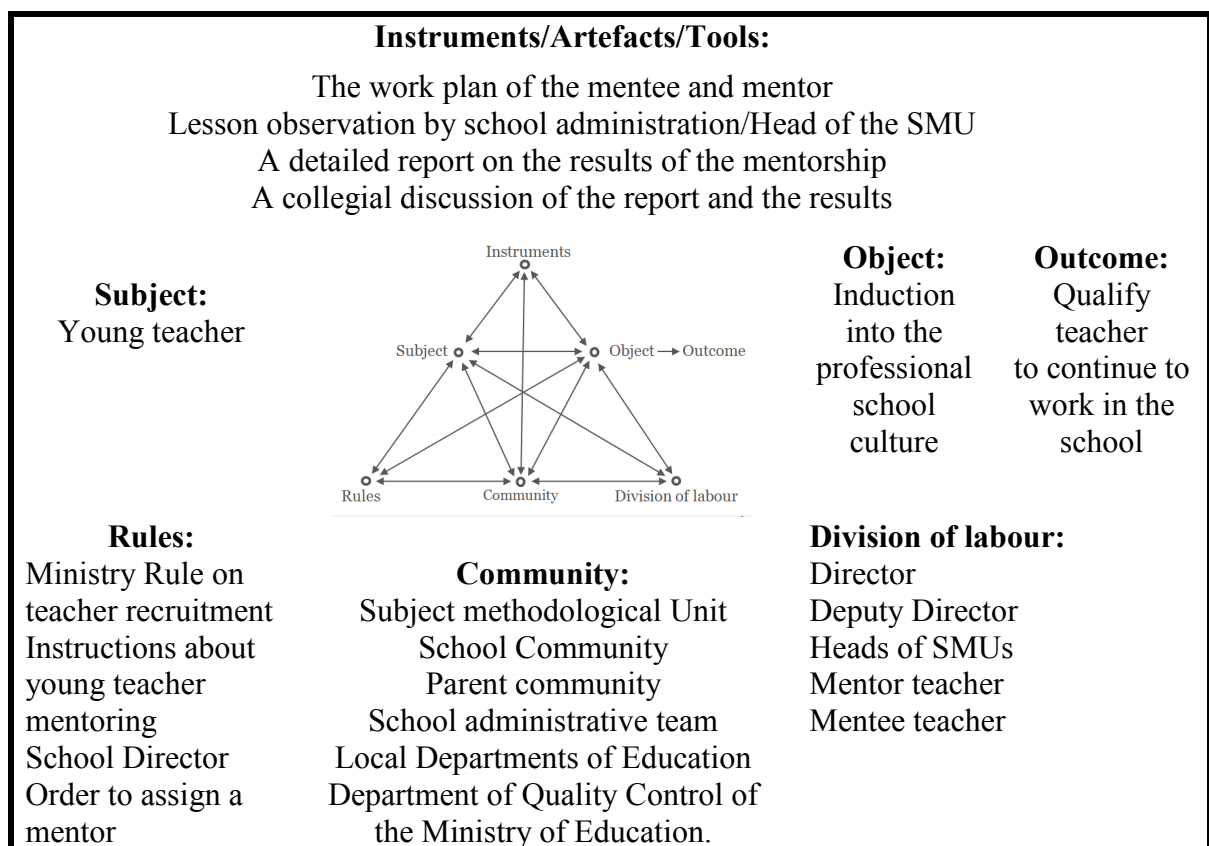 Instruments/Artefacts/Tools:
The work plan of the mentee and mentor
Lesson observation by school administration/Head of the SMU
A detailed report on the results of the mentorship
A collegial discussion of the report and the results
Subject:
Young teacher
Instruments
Subject
Object
Outcome
Rules
Community
Division of labour
Object:
Induction
into the
professional
school
culture
Outcome:
Qualify
teacher
to continue to
work in the
school
Rules:
Ministry Rule on
teacher recruitment
Instructions about
young teacher
mentoring
School Director
Order to assign a
mentor
Community:
Subject methodological Unit
School Community
Parent community
School administrative team
Local Departments of Education
Department of Quality Control of
the Ministry of Education.
Division of labour:
Director
Deputy Director
Heads of SMUs
Mentor teacher
Mentee teacher